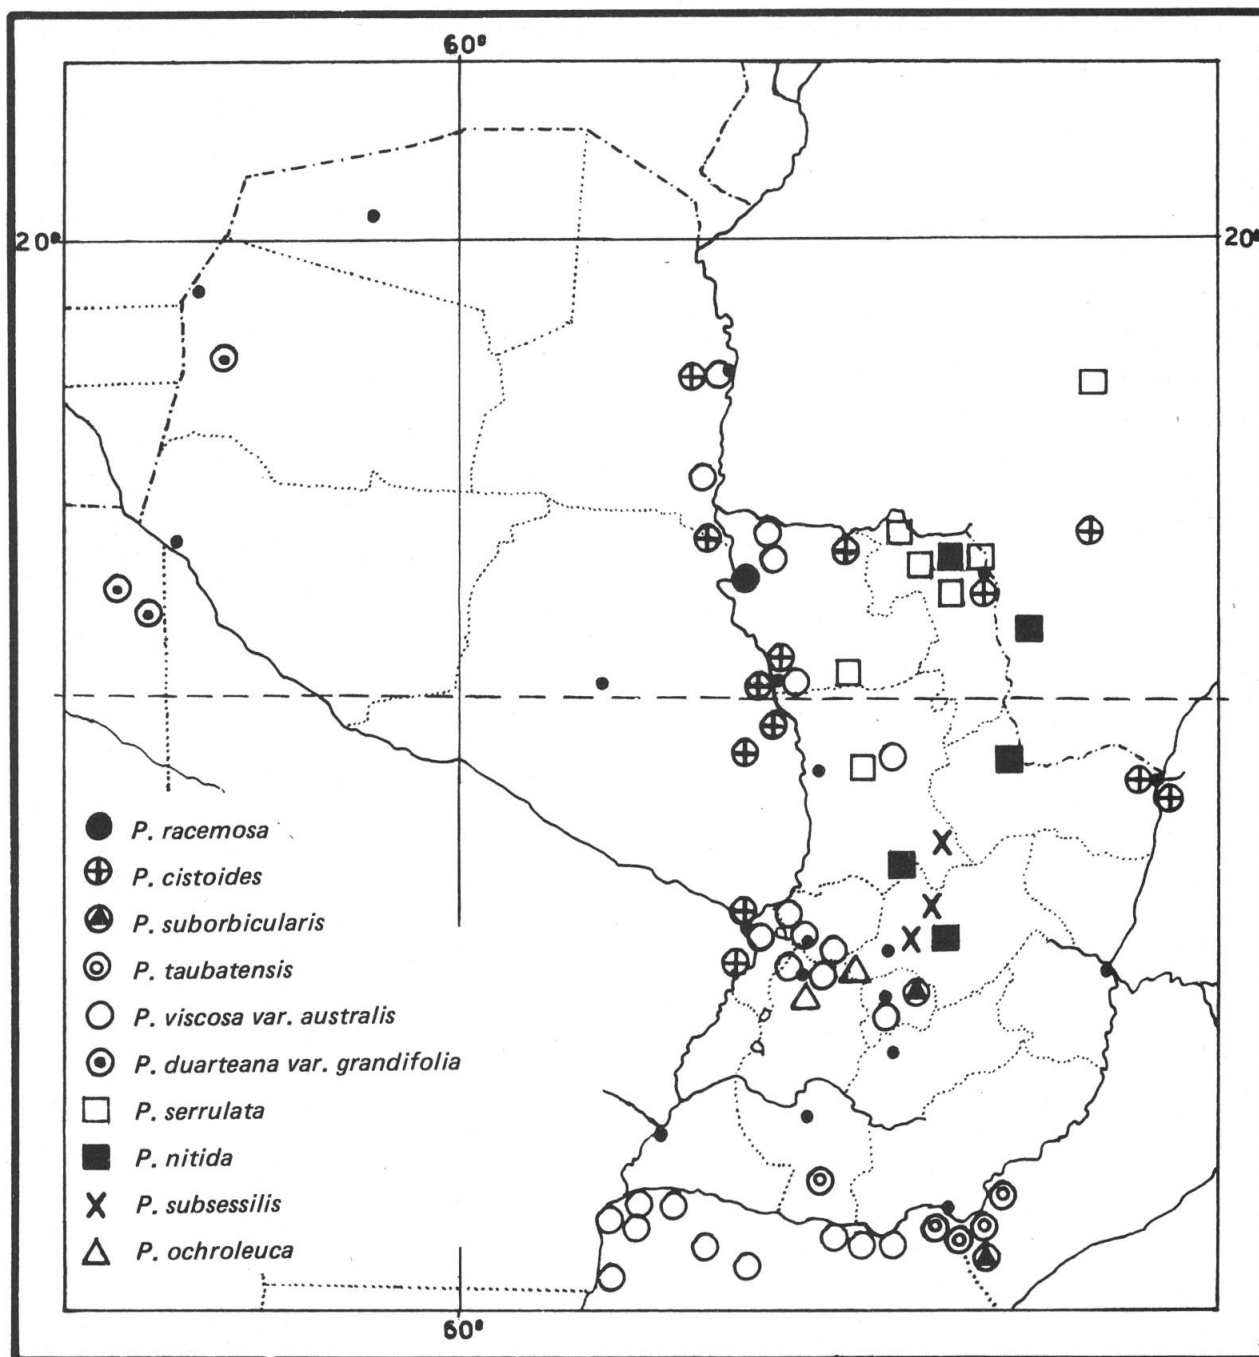 60°
20°
20°
P. racemosa
P. cistoides
P. suborbicularis
P. taubatensis
P. viscosa var. australis
P. duarteana var. grandifolia
P. serrulata
P. nitida
P. subsessilis
P. ochroleuca
60°